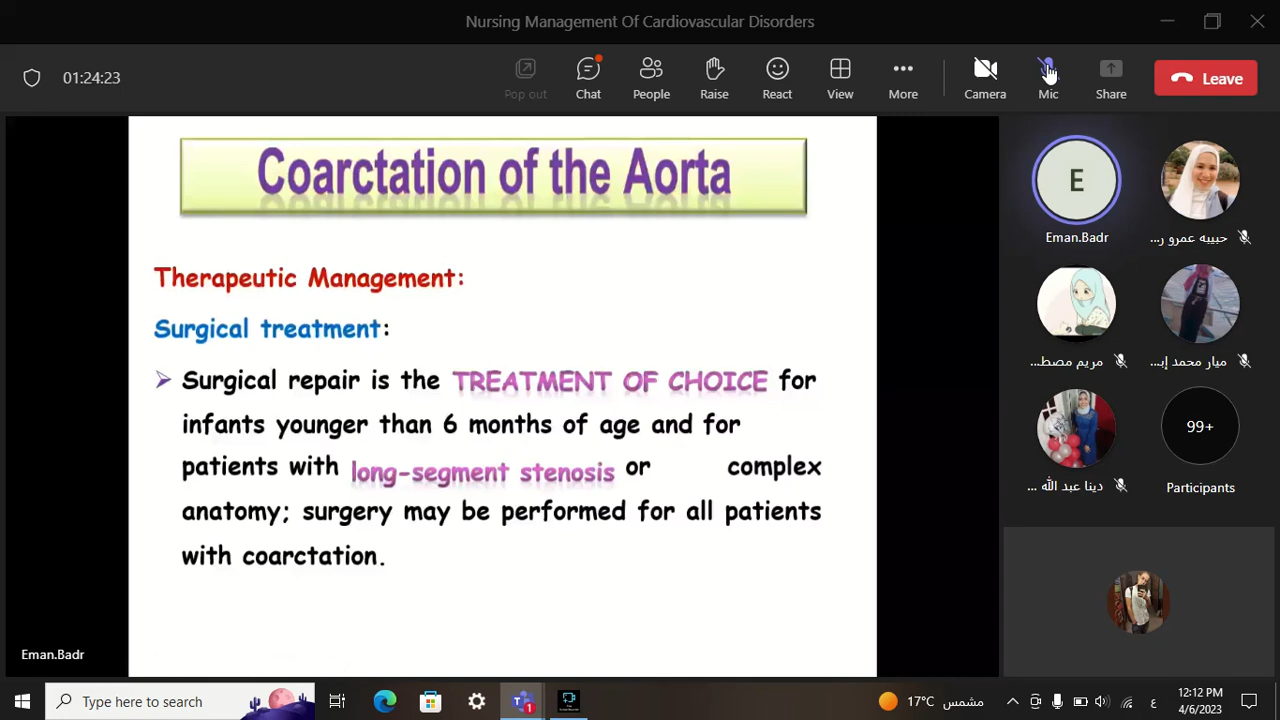 Nursing Management Of Cardiovascular Disorders
01:24:23
Pop out
Chat
People
Raise
React
View
More
Camera
Mic
Share
Leave
Coarctation of the Aorta
Therapeutic Management:
Surgical treatment:
Surgical repair is the TREATMENT OF CHOICE for
infants younger than 6 months of age and for
patients with long-segment stenosis or complex
anatomy; surgery may be performed for all patients
with coarctation.
Eman.Badr
E
Eman.Badr
حبيبه عمرو ر...
مريم مصط...
ميار محمد إبـ...
دينا عبد الله ...
99+
Participants
Type here to search
1
17°C مشمس
ع
12:12 PM
4/6/2023